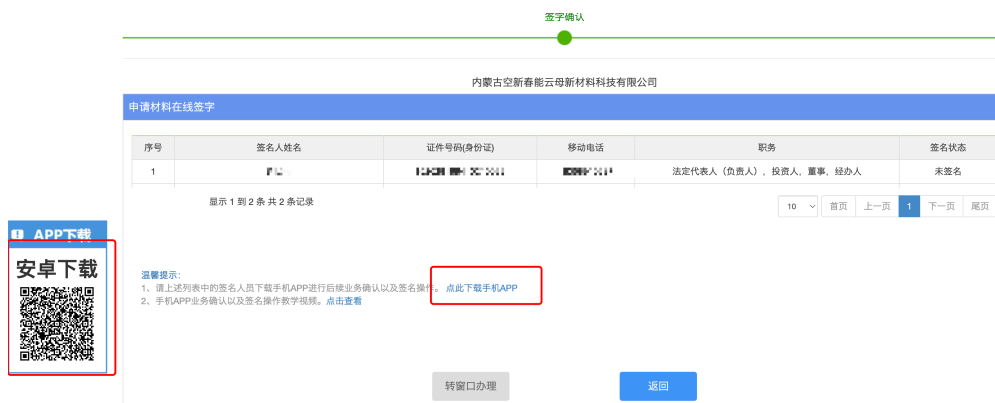 签字确认
内蒙古空新春能云母新材料科技有限公司
申请材料在线签字
序号 签名人姓名 证件号码(身份证) 移动电话 职务 签名状态
1 法定代表人（负责人），投资人，董事，经办人 未签名
显示 1 到 2 条 共 2 条记录
10 首页 上一页 1 下一页 尾页
APP下载
安卓下载
温馨提示：
1、请上述列表中的签名人员下载手机APP进行后续业务确认以及签名操作。 点此下载手机APP
2、手机APP业务确认以及签名操作教学视频。点击查看
转窗口办理 返回